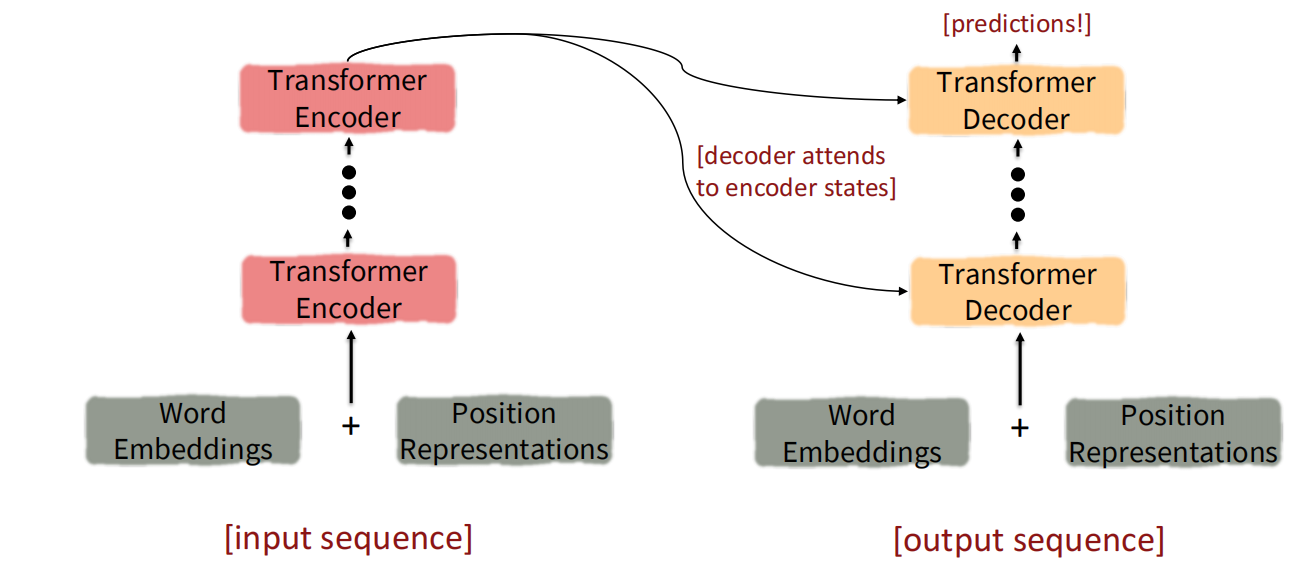 [predictions!]
Transformer
Encoder
Transformer
Decoder
[decoder attends
to encoder states]
Transformer
Encoder
Transformer
Decoder
Word
Embeddings
+
Position
Representations
Word
Embeddings
+
Position
Representations
[input sequence]
[output sequence]